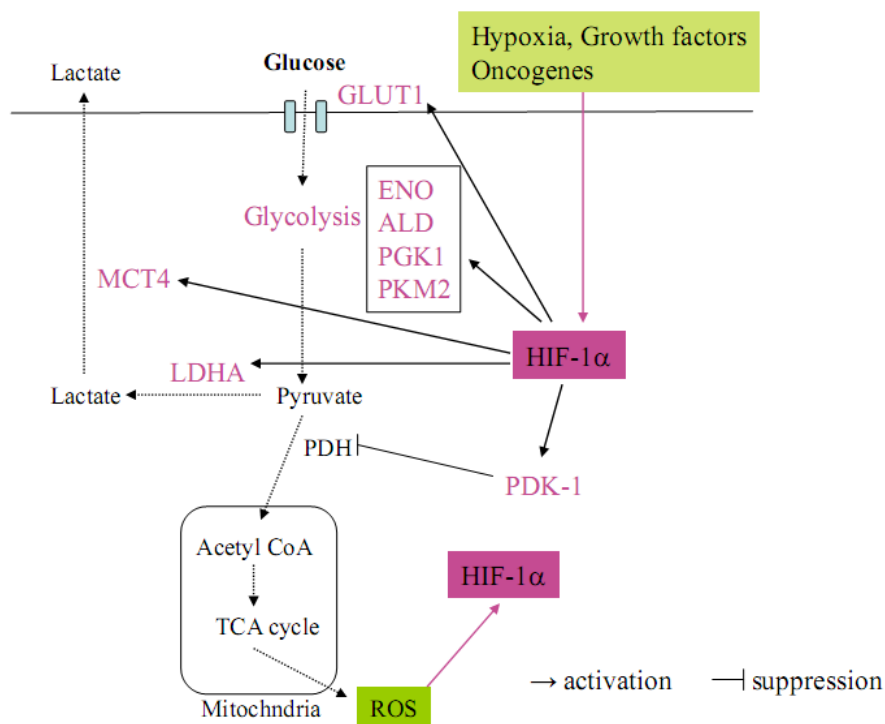 Hypoxia, Growth factors
Oncogenes
Lactate
Glucose
GLUT1
Glycolysis
ENO
ALD
PGK1
PKM2
MCT4
HIF-1α
LDHA
Lactate
Pyruvate
PDH
PDK-1
Acetyl CoA
TCA cycle
HIF-1α
Mitochndria
ROS
→ activation
suppression